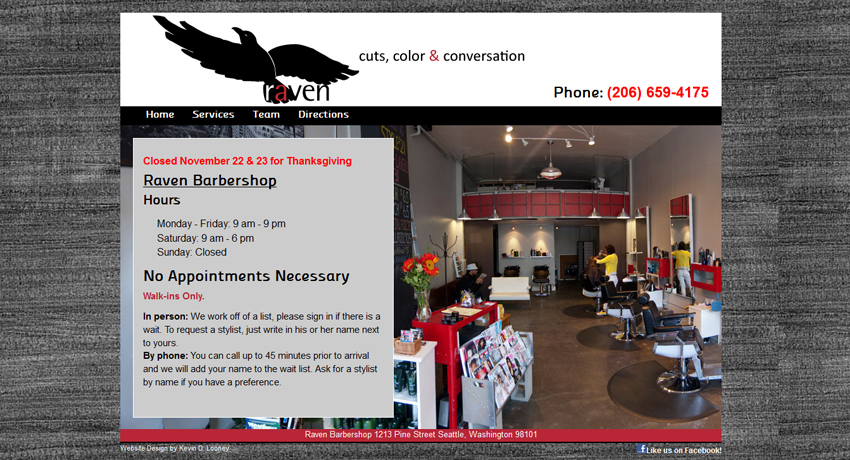 raven
cuts, color & conversation
Phone: (206) 659-4175
Home Services Team Directions
Closed November 22 & 23 for Thanksgiving
Raven Barbershop
Hours
Monday - Friday: 9 am - 9 pm
Saturday: 9 am - 6 pm
Sunday: Closed
No Appointments Necessary
Walk-ins Only.
In person: We work off of a list, please sign in if there is a
wait. To request a stylist, just write in his or her name next
to yours.
By phone: You can call up to 45 minutes prior to arrival
and we will add your name to the wait list. Ask for a stylist
by name if you have a preference.
Raven Barbershop 1213 Pine Street Seattle, Washington 98101
Website Design by Kevin D. Looney
f Like us on Facebook!